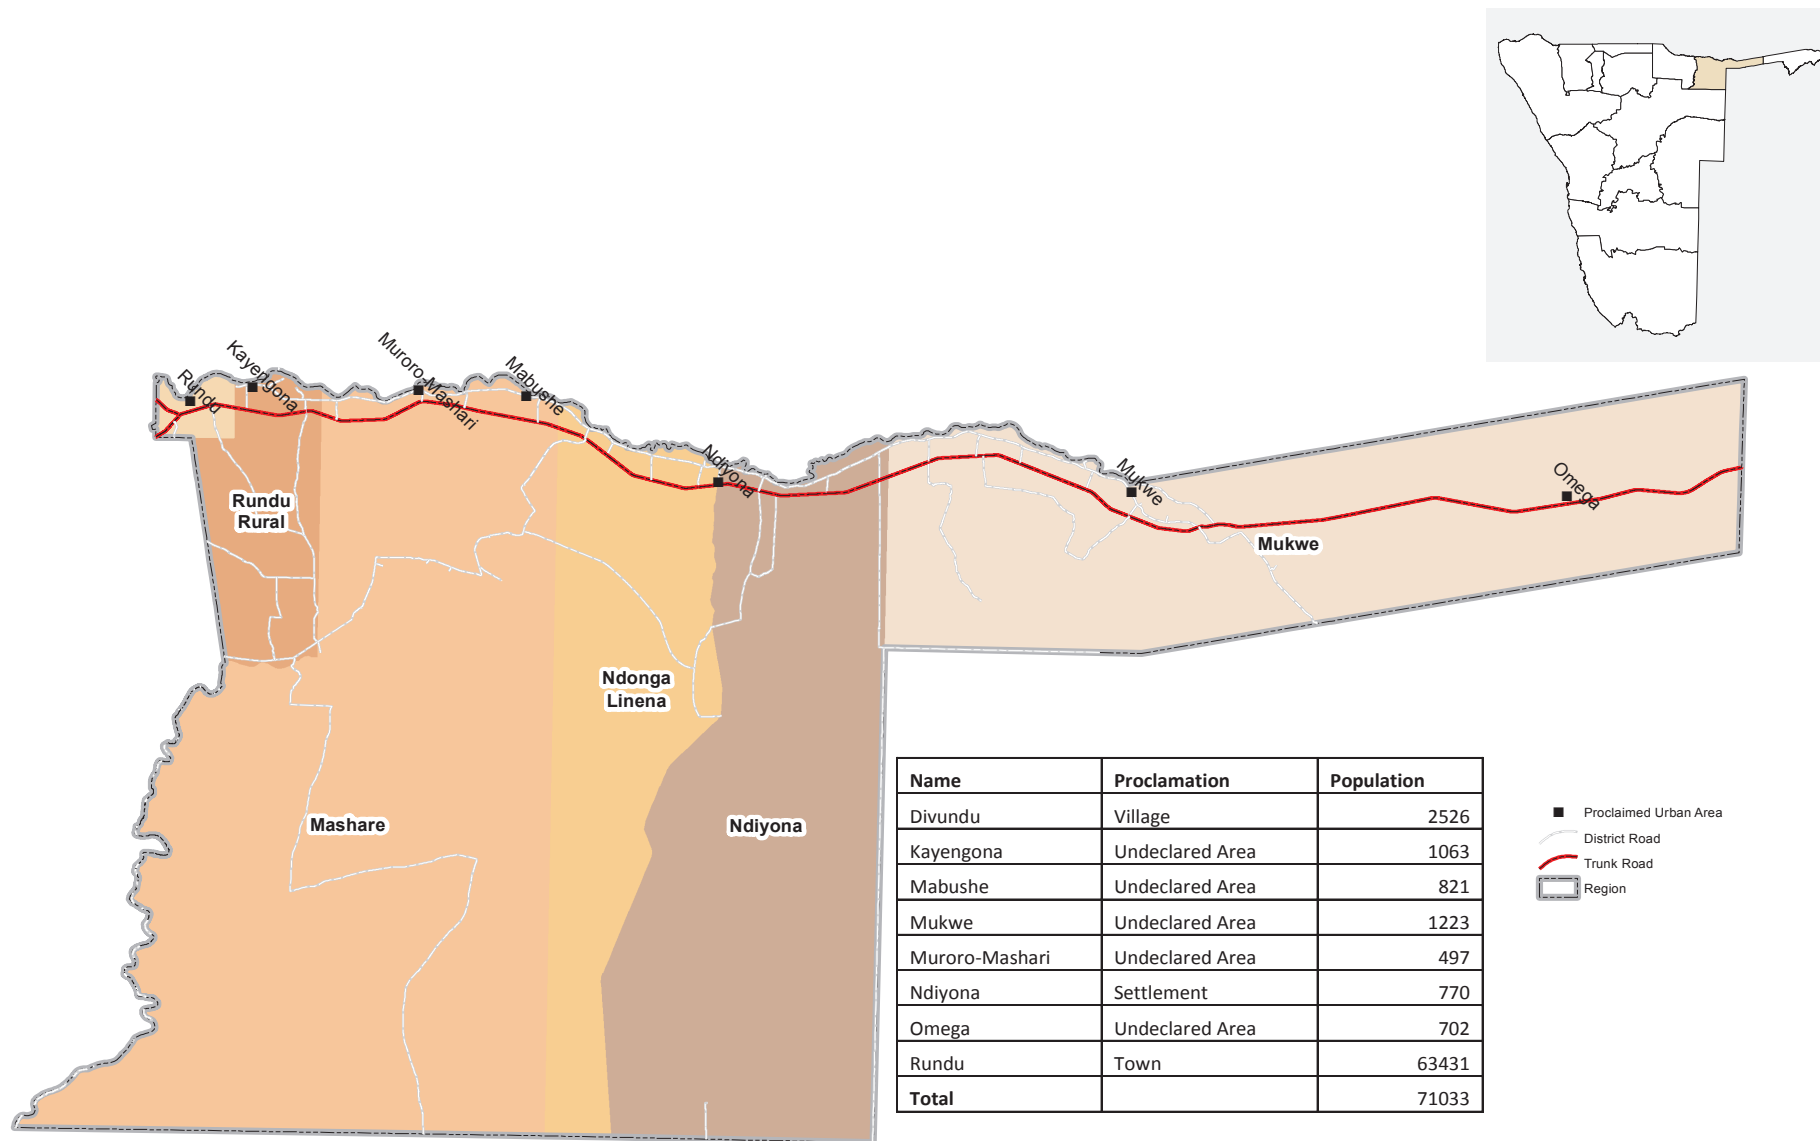 Rundu
Kayengona
Muroro-Mashari
Mabushe
Ndiyona
Mukwe
Omega
Rundu
Rural
Mukwe
Ndonga
Linena
Mashare
Ndiyona
Name Proclamation Population
Divundu Village 2526
Kayengona Undeclared Area 1063
Mabushe Undeclared Area 821
Mukwe Undeclared Area 1223
Muroro-Mashari Undeclared Area 497
Ndiyona Settlement 770
Omega Undeclared Area 702
Rundu Town 63431
Total 71033
Proclaimed Urban Area
District Road
Trunk Road
Region